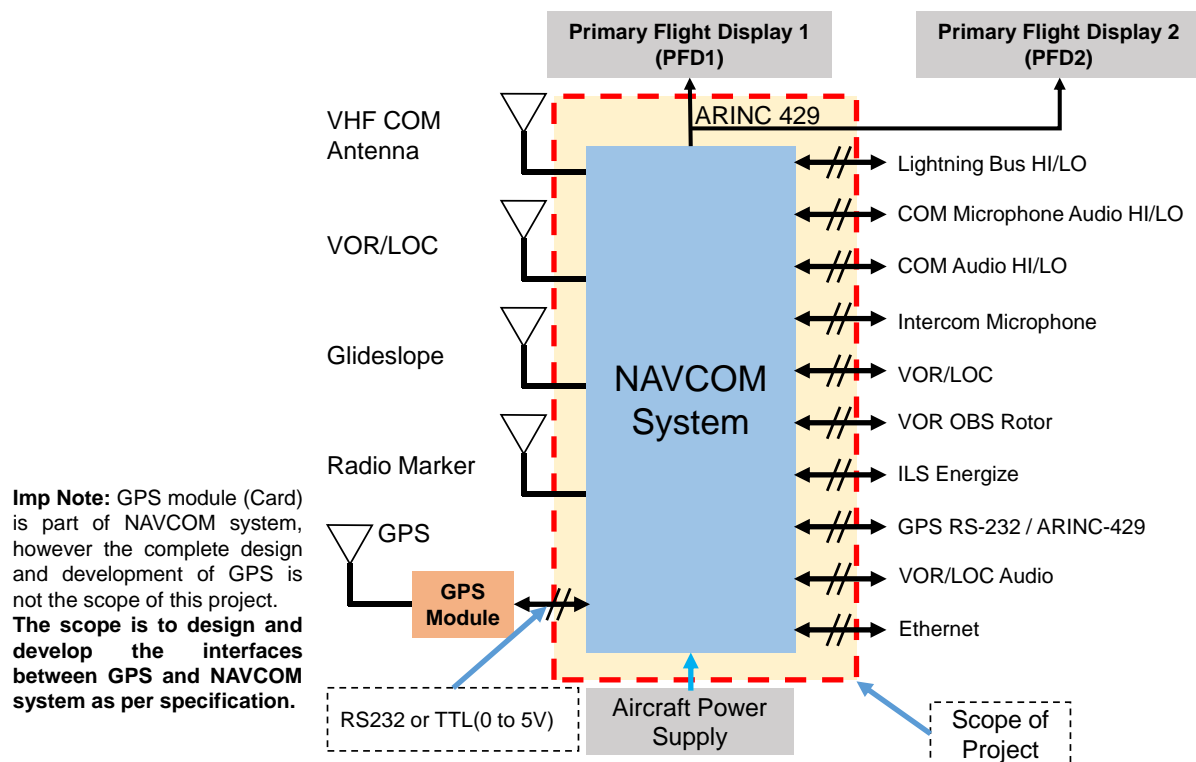 Primary Flight Display 1
(PFD1)
Primary Flight Display 2
(PFD2)
ARINC 429
VHF COM
Antenna
VOR/LOC
Glideslope
Radio Marker
GPS
GPS
Module
NAVCOM
System
Lightning Bus HI/LO
COM Microphone Audio HI/LO
COM Audio HI/LO
Intercom Microphone
VOR/LOC
VOR OBS Rotor
ILS Energize
GPS RS-232 / ARINC-429
VOR/LOC Audio
Ethernet
Imp Note: GPS module (Card)
is part of NAVCOM system,
however the complete design
and development of GPS is
not the scope of this project.
The scope is to design and
develop the interfaces
between GPS and NAVCOM
system as per specification.
RS232 or TTL(0 to 5V)
Aircraft Power
Supply
Scope of
Project